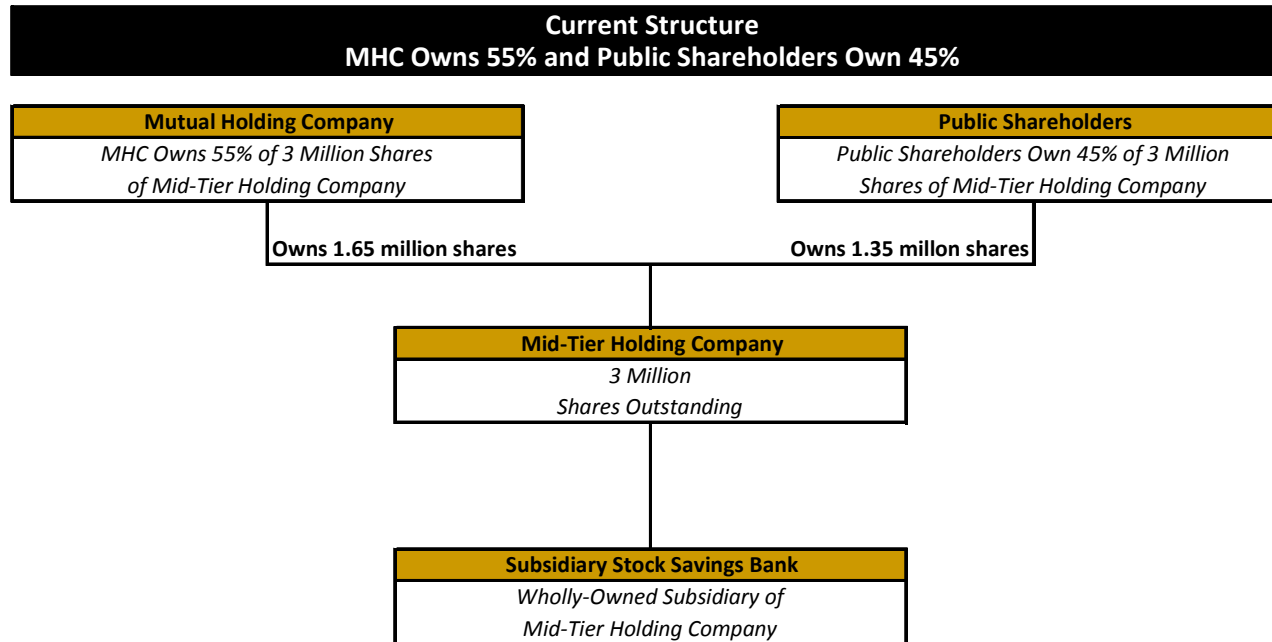 Current Structure
MHC Owns 55% and Public Shareholders Own 45%
Mutual Holding Company
MHC Owns 55% of 3 Million Shares
of Mid-Tier Holding Company
Public Shareholders
Public Shareholders Own 45% of 3 Million
Shares of Mid-Tier Holding Company
Owns 1.65 million shares
Owns 1.35 millon shares
Mid-Tier Holding Company
3 Million
Shares Outstanding
Subsidiary Stock Savings Bank
Wholly-Owned Subsidiary of
Mid-Tier Holding Company